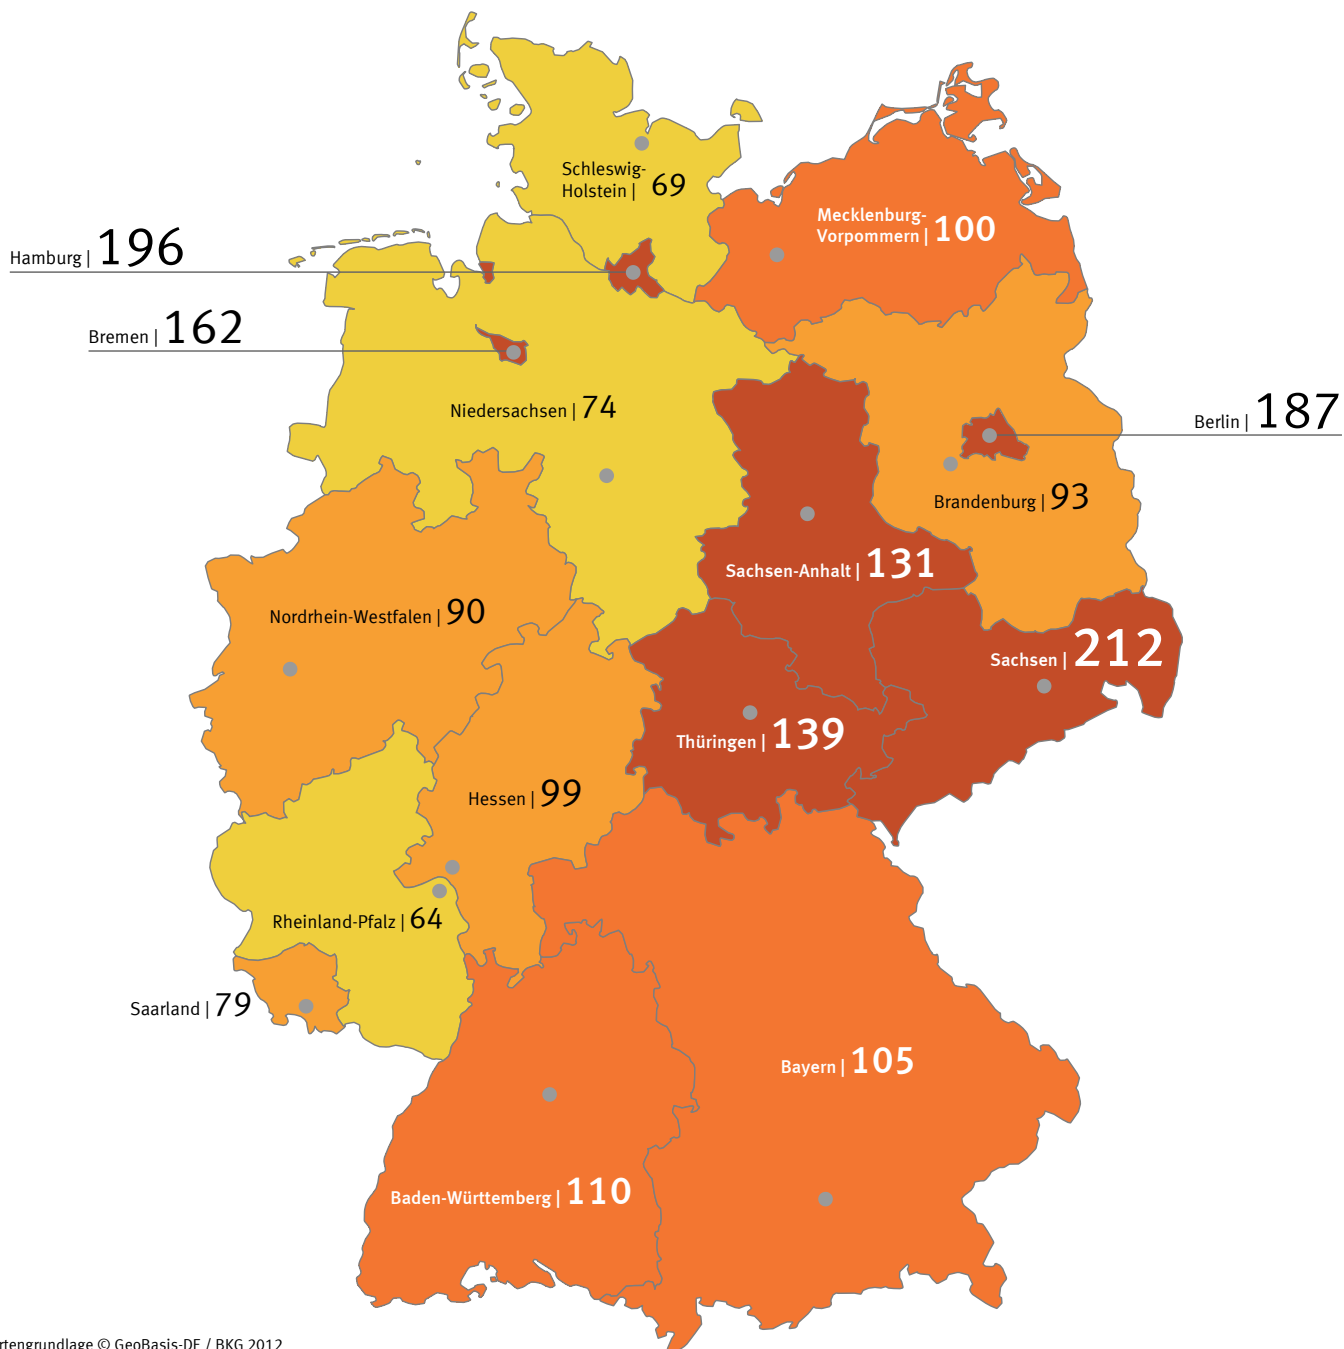 Schleswig-
Holstein | 69
Mecklenburg-
Vorpommern | 100
Hamburg | 196
Bremen | 162
Niedersachsen | 74
Berlin | 187
Brandenburg | 93
Sachsen-Anhalt | 131
Nordrhein-Westfalen | 90
Sachsen | 212
Thüringen | 139
Hessen | 99
Rheinland-Pfalz | 64
Saarland | 79
Bayern | 105
Baden-Württemberg | 110
rtengrundlage © GeoBasis-DE / BKG 2012